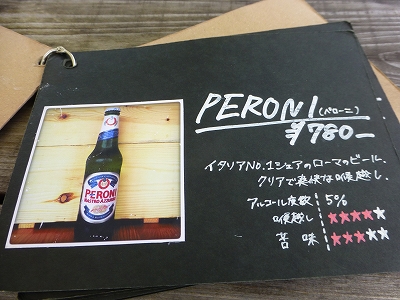 PERONI (ペローニ)
¥780-
イタリアNo.1シェアのローマのビール。
クリアで爽快な喉越し。
アルコール度数 5%
喉越し ★★★★★
苦味 ★★★★★
PERONI
NASTRO AZZURRO